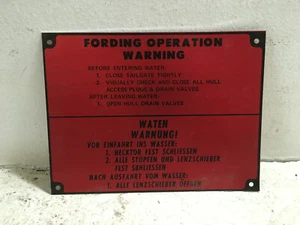 FORDING OPERATION
WARNING
BEFORE ENTERING WATER:
1. CLOSE TAILGATE TIGHTLY
2. VISUALLY CHECK AND CLOSE ALL HULL
ACCESS PLUGS & DRAIN VALVES
AFTER LEAVING WATER:
1. OPEN HULL DRAIN VALVES
WATEN
WARNUNG!
VOR EINFAHRT INS WASSER:
1. HECKTOR FEST SCHLIESSEN
2. ALLE STOPFEN UND LENZSCHIEBER
FEST SCHLIESSEN
NACH AUSFAHRT VOM WASSER:
1. ALLE LENZSCHIEBER ÖFFNEN